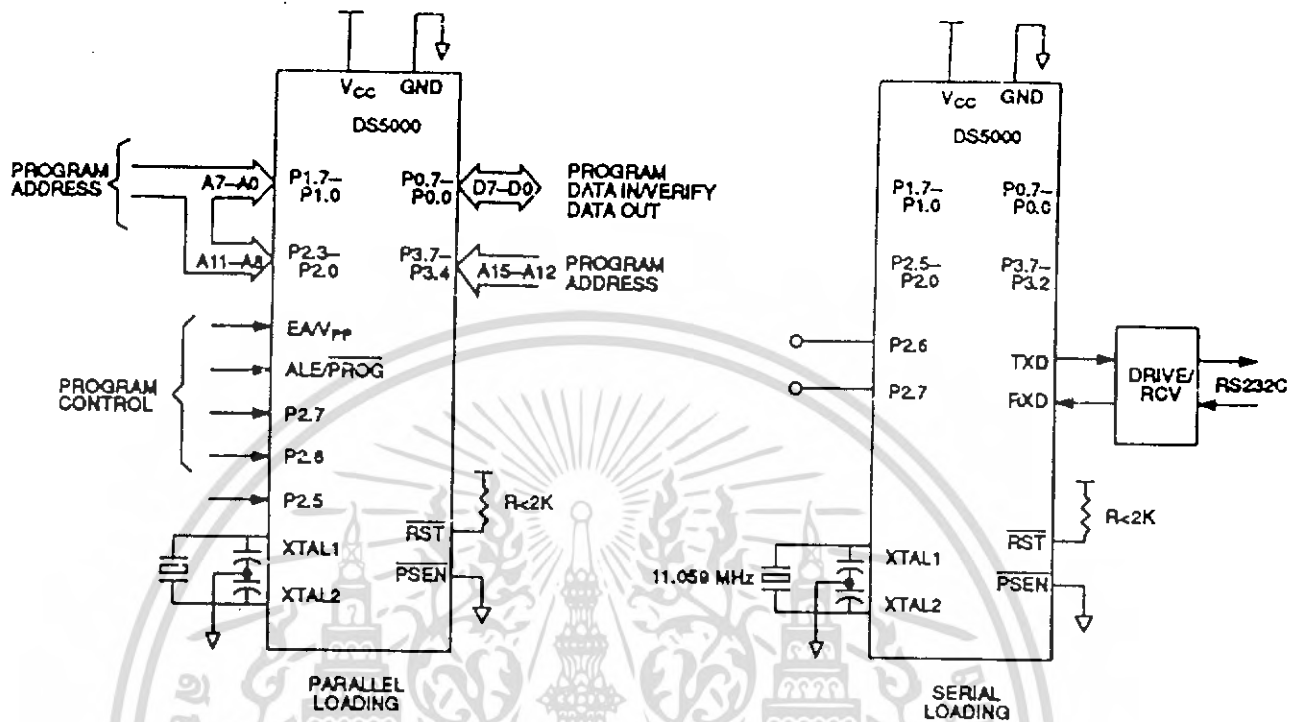 VCC GND
DS5000
PROGRAM
ADDRESS
A7–A0
P1.7–
P1.0
P0.7–
P0.0
D7–D0
PROGRAM
DATA IN/VERIFY
DATA OUT
A11–A8
P2.3–
P2.0
P3.7–
P3.4
A15–A12
PROGRAM
ADDRESS
PROGRAM
CONTROL
EA/VPP
ALE/PROG
P2.7
P2.6
P2.5
R<2K
RST
XTAL1
PSEN
XTAL2
PARALLEL
LOADING
VCC GND
DS5000
P1.7–
P1.0
P0.7–
P0.0
P2.5–
P2.0
P3.7–
P3.2
P2.6
P2.7
TXD
RXD
DRIVE/
RCV
RS232C
R<2K
RST
11.059 MHz
XTAL1
PSEN
XTAL2
SERIAL
LOADING